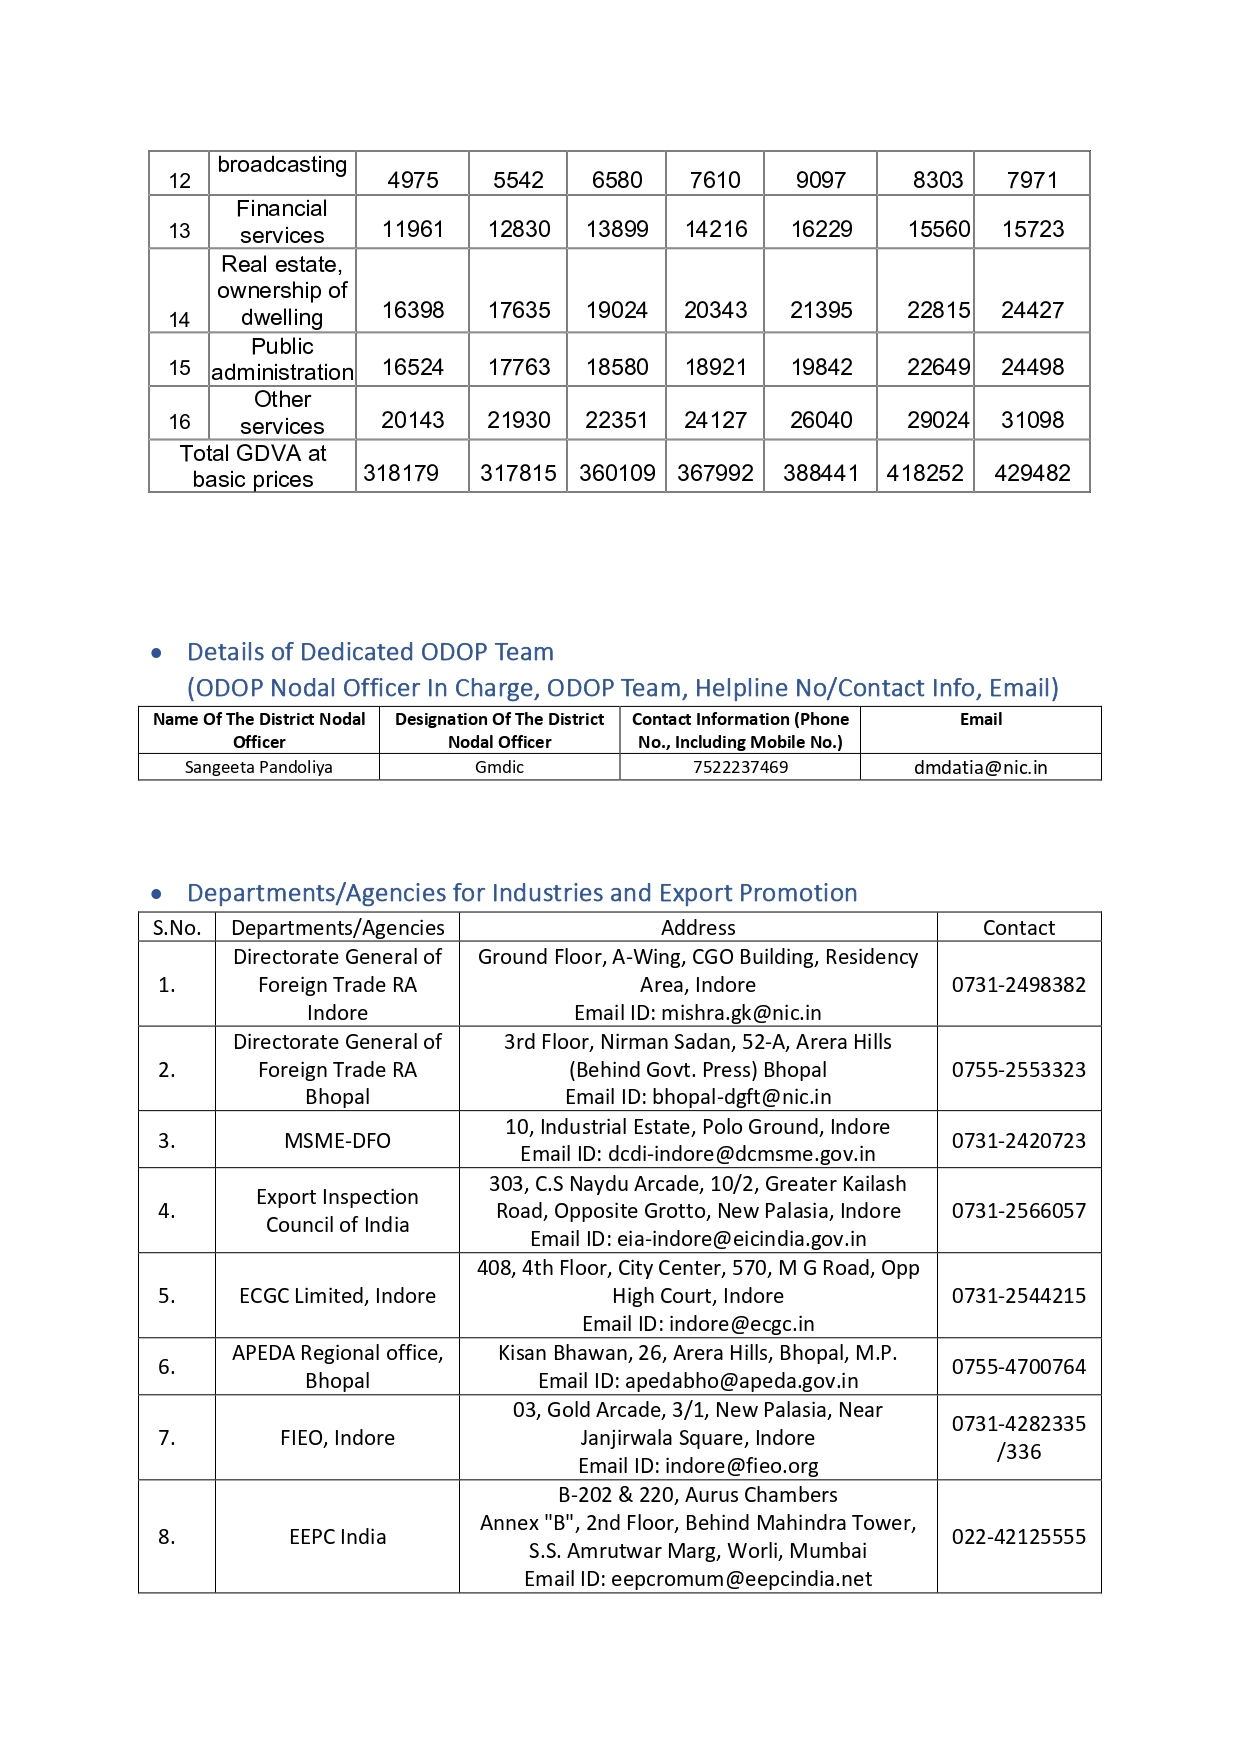 12 broadcasting 4975 5542 6580 7610 9097 8303 7971
Financial
13 services 11961 12830 13899 14216 16229 15560 15723
Real estate,
ownership of
14 dwelling 16398 17635 19024 20343 21395 22815 24427
Public
15 administration 16524 17763 18580 18921 19842 22649 24498
Other
16 services 20143 21930 22351 24127 26040 29024 31098
Total GDVA at
basic prices 318179 317815 360109 367992 388441 418252 429482
• Details of Dedicated ODOP Team
(ODOP Nodal Officer In Charge, ODOP Team, Helpline No/Contact Info, Email)
Name Of The District Nodal Designation Of The District Contact Information (Phone Email
Officer Nodal Officer No., Including Mobile No.)
Sangeeta Pandoliya Gmdic 7522237469 dmdatia@nic.in
• Departments/Agencies for Industries and Export Promotion
S.No. Departments/Agencies Address Contact
Directorate General of Ground Floor, A-Wing, CGO Building, Residency
1. Foreign Trade RA Area, Indore 0731-2498382
Indore Email ID: mishra.gk@nic.in
Directorate General of 3rd Floor, Nirman Sadan, 52-A, Arera Hills
2. Foreign Trade RA (Behind Govt. Press) Bhopal 0755-2553323
Bhopal Email ID: bhopal-dgft@nic.in
3. MSME-DFO 10, Industrial Estate, Polo Ground, Indore 0731-2420723
Email ID: dcdi-indore@dcmsme.gov.in
303, C.S Naydu Arcade, 10/2, Greater Kailash
4. Export Inspection Road, Opposite Grotto, New Palasia, Indore 0731-2566057
Council of India Email ID: eia-indore@eicindia.gov.in
408, 4th Floor, City Center, 570, M G Road, Opp
5. ECGC Limited, Indore High Court, Indore 0731-2544215
Email ID: indore@ecgc.in
6. APEDA Regional office, Kisan Bhawan, 26, Arera Hills, Bhopal, M.P. 0755-4700764
Bhopal Email ID: apedabho@apeda.gov.in
03, Gold Arcade, 3/1, New Palasia, Near 0731-4282335
7. FIEO, Indore Janjirwala Square, Indore /336
Email ID: indore@fieo.org
B-202 & 220, Aurus Chambers
8. EEPC India Annex "B", 2nd Floor, Behind Mahindra Tower, 022-42125555
S.S. Amrutwar Marg, Worli, Mumbai
Email ID: eepcromum@eepcindia.net